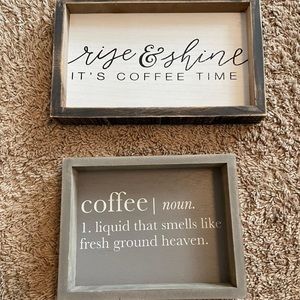 rise & shine
IT'S COFFEE TIME
coffee | noun.
1. liquid that smells like
fresh ground heaven.